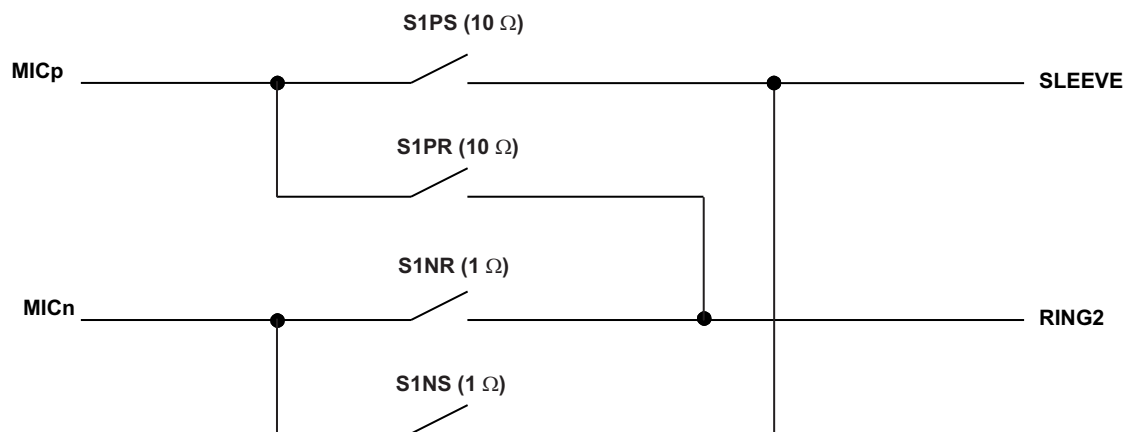 S1PS (10 Ω)
MICp
SLEEVE
S1PR (10 Ω)
S1NR (1 Ω)
MICn
RING2
S1NS (1 Ω)